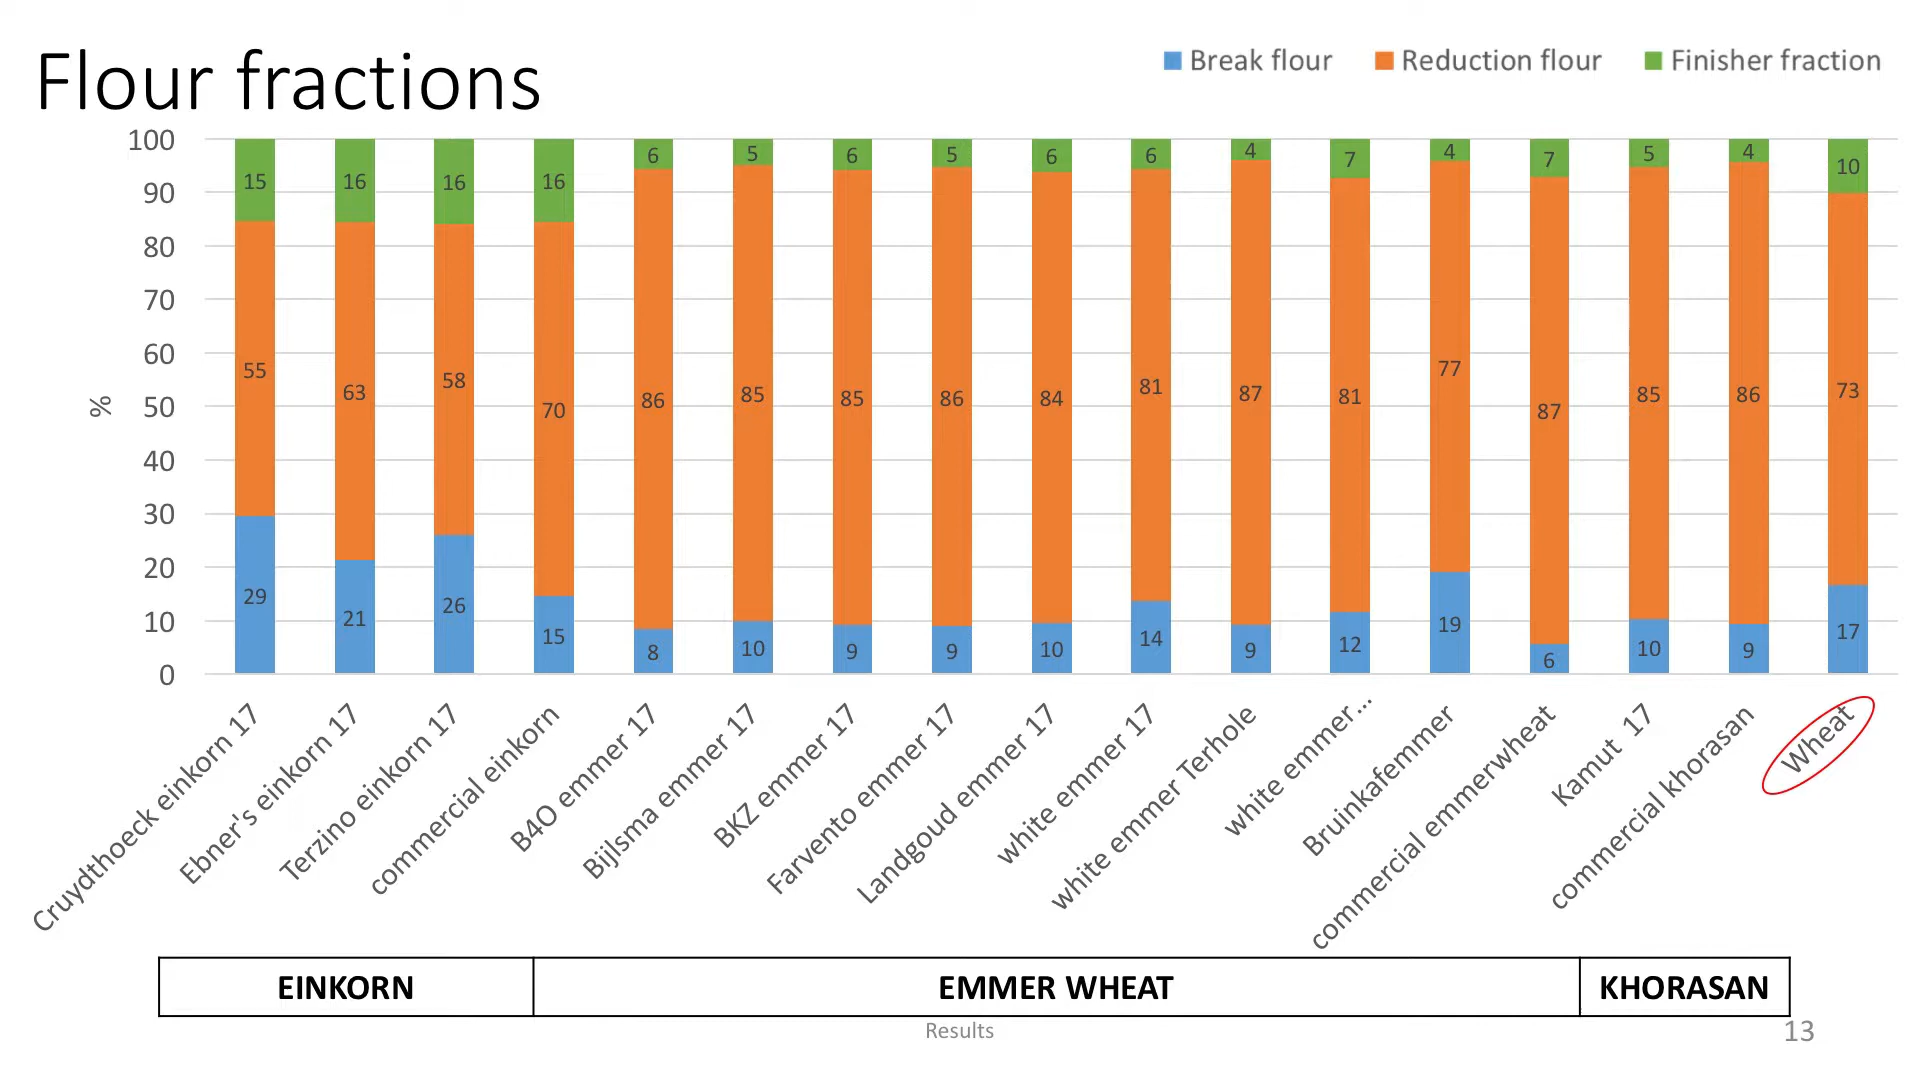 Flour fractions
Break flour Reduction flour Finisher fraction
100
90
80
70
60
50
40
30
20
10
0
%
15 16 16 16 6 5 6 5 6 6 4 7 4 7 5 4 10
55 63 58 70 86 85 85 86 84 81 87 81 77 87 85 86 73
29 21 26 15 8 10 9 9 10 14 9 12 19 6 10 9 17
Cruydthoeck einkorn 17
Ebner's einkorn 17
Terzino einkorn 17
commercial einkorn
B4O emmer 17
Bijlsma emmer 17
BKZ emmer 17
Farvento emmer 17
Landgoud emmer 17
white emmer 17
white emmer Terhole
white emmer...
Bruinkafemmer
commercial emmerwheat
Kamut 17
commercial khorasan
Wheat
EINKORN EMMER WHEAT KHORASAN
Results
13